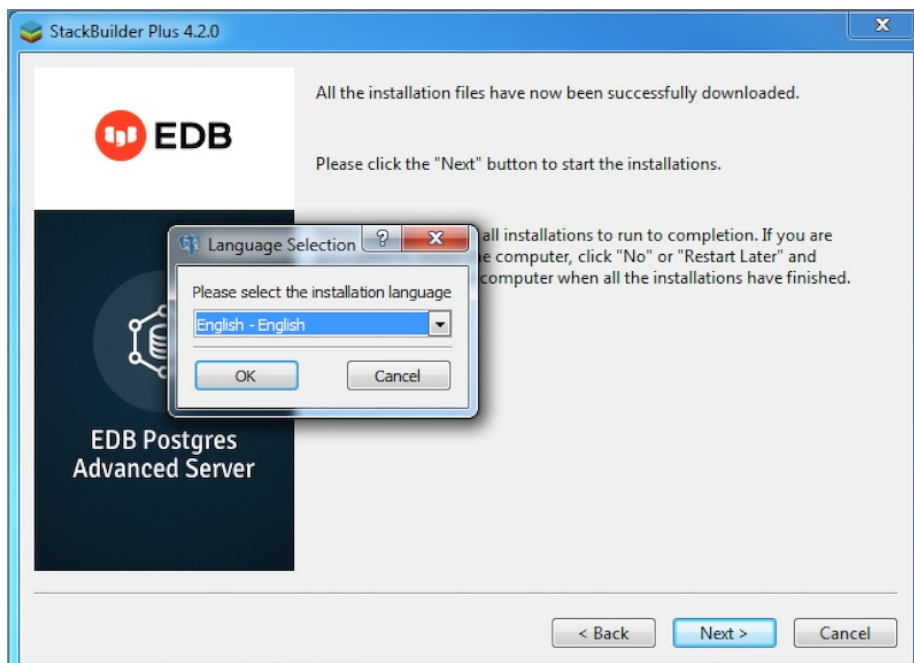 StackBuilder Plus 4.2.0
EDB
All the installation files have now been successfully downloaded.
Please click the "Next" button to start the installations.
all installations to run to completion. If you are
computer, click "No" or "Restart Later" and
computer when all the installations have finished.
Language Selection
Please select the installation language
English - English
OK
Cancel
EDB Postgres
Advanced Server
< Back
Next >
Cancel